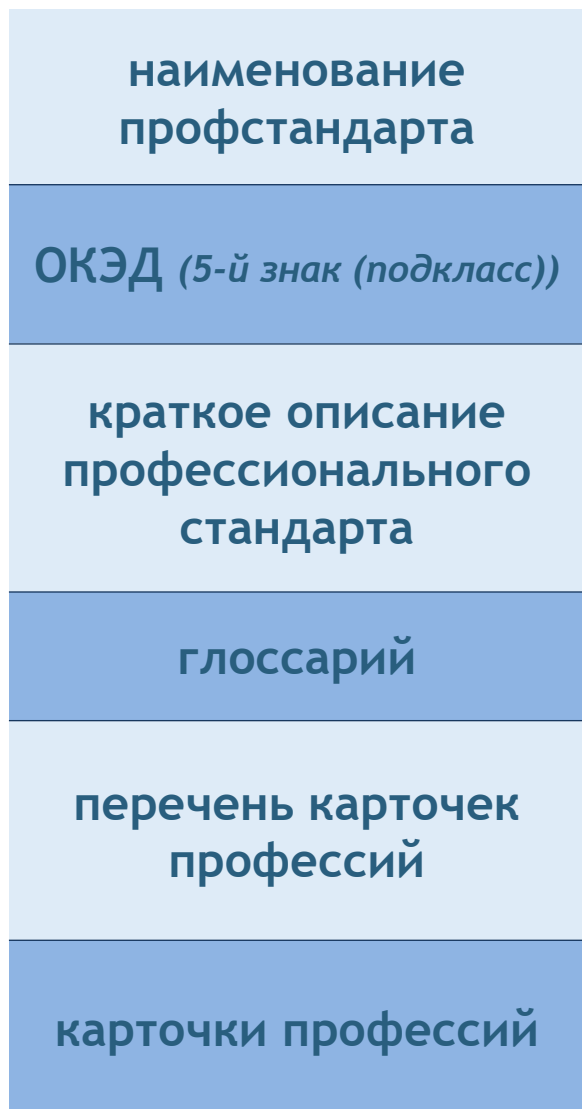 наименование
профстандарта
ОКЭД (5-й знак (подкласс))
краткое описание
профессионального
стандарта
глоссарий
перечень карточек
профессий
карточки профессий